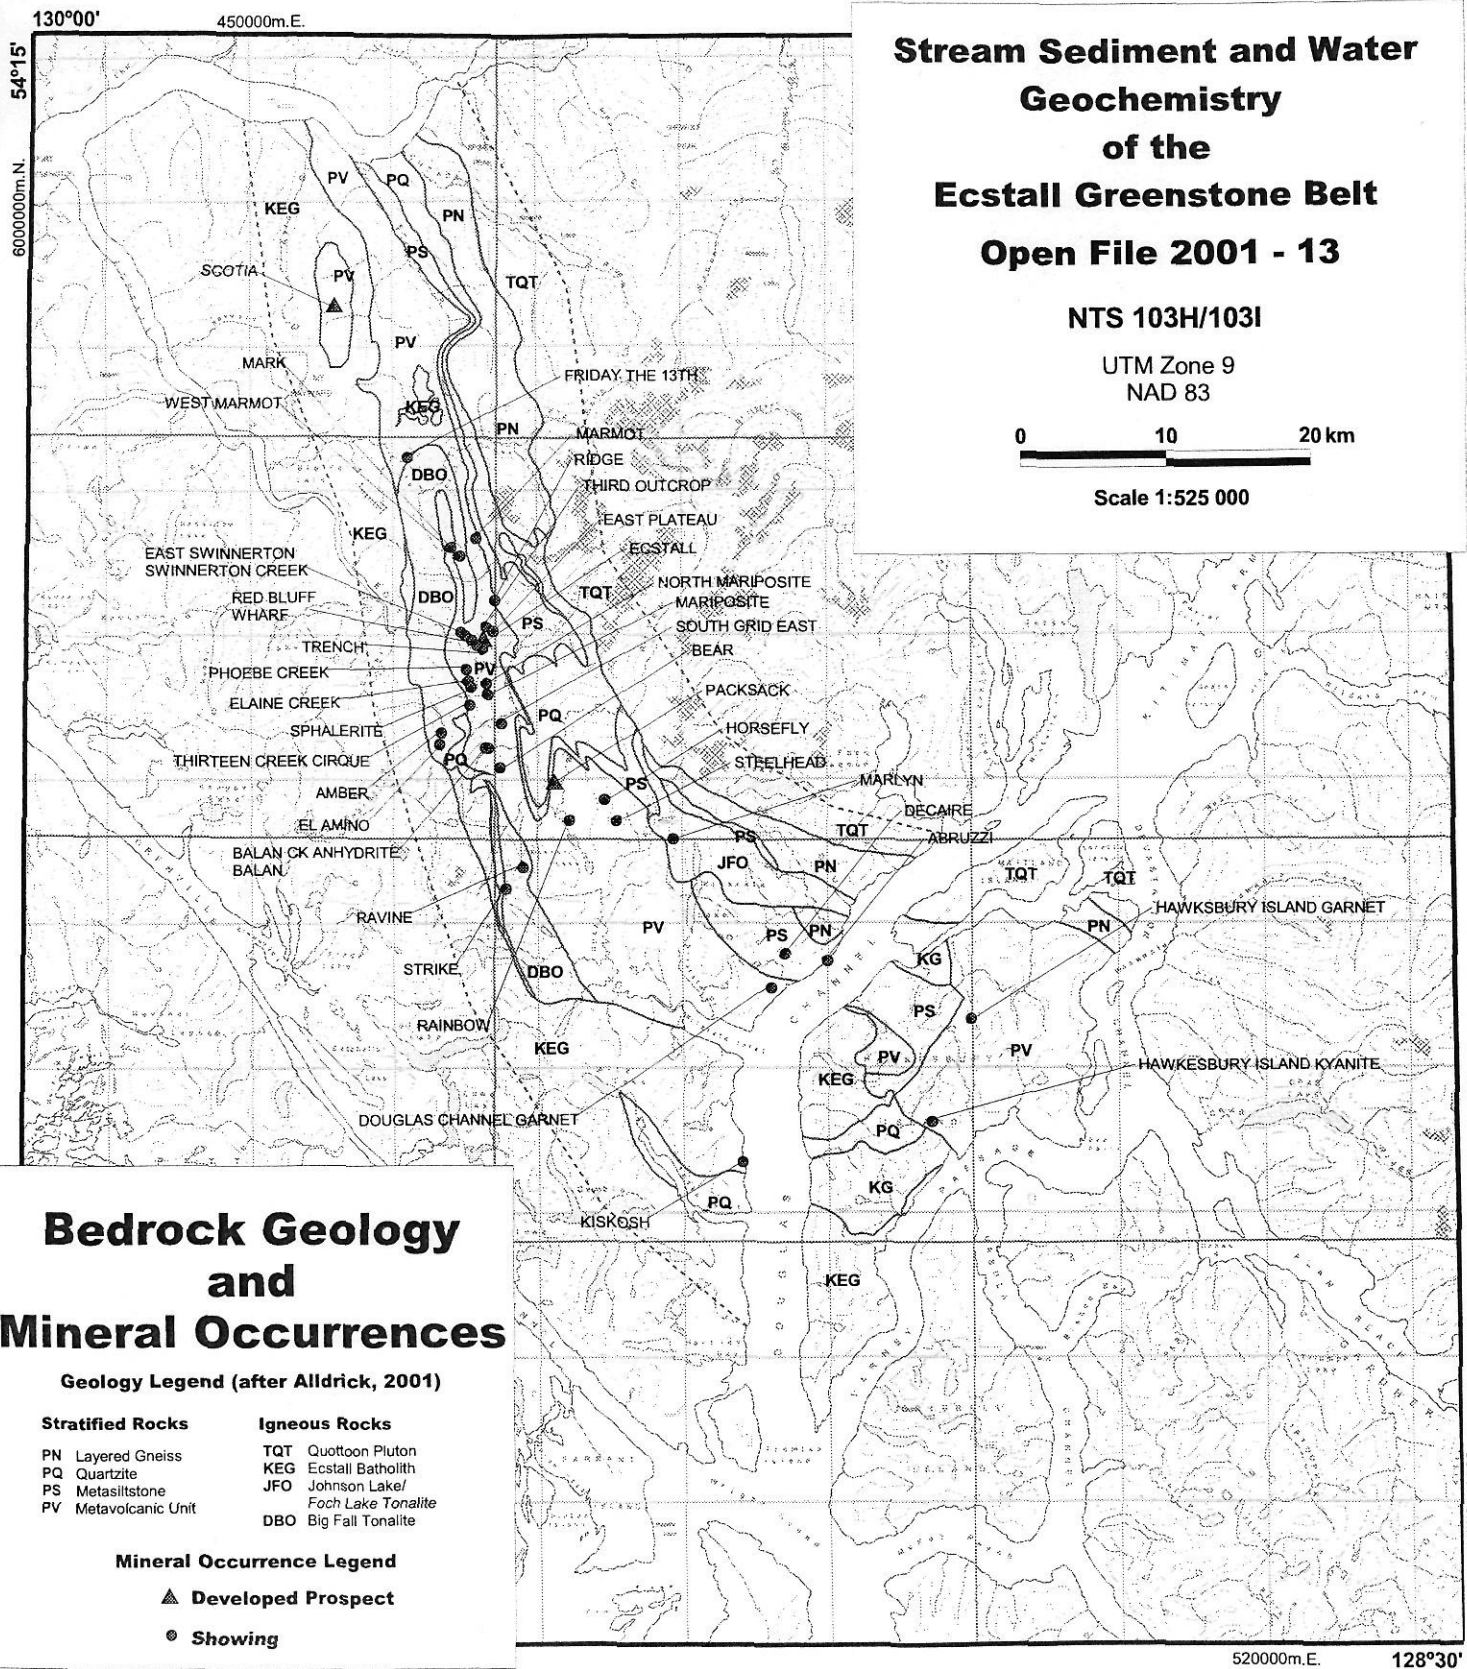 130°00'
450000m.E.
54°15'
6000000m.N.
Stream Sediment and Water
Geochemistry
of the
Ecstall Greenstone Belt
Open File 2001 - 13
NTS 103H/103I
UTM Zone 9
NAD 83
0 10 20 km
Scale 1:525 000
PV
PQ
KEG
PN
PS
SCOTIA
PV
TQT
PV
MARK
FRIDAY THE 13TH
WEST MARMOT
KEG
PN
MARMOT
RIDGE
DBO
THIRD OUTCROP
EAST PLATEAU
KEG
ECSTALL
EAST SWINNERTON
SWINNERTON CREEK
NORTH MARIPOSITE
RED BLUFF
DBO
TQT
MARIPOSITE
WHARF
PS
SOUTH GRID EAST
TRENCH
BEAR
PHOEBE CREEK
PV
PACKSACK
ELAINE CREEK
PQ
HORSEFLY
SPHALERITE
THIRTEEN CREEK CIRQUE
PQ
STEELHEAD
AMBER
PS
MARLYN
DECAIRE
EL AMINO
PS
TQT
ABRUZZI
BALAN CK ANHYDRITE
BALAN
JFO
PN
TQT
TQT
RAVINE
HAWKSBURY ISLAND GARNET
PV
PS
PN
PN
STRIKE
DBO
KG
PS
RAINBOW
KEG
PV
PV
KEG
HAWKESBURY ISLAND KYANITE
DOUGLAS CHANNEL GARNET
PQ
KG
PQ
KISKOSH
KEG
CHANNEL
DOUGLAS
Bedrock Geology
and
Mineral Occurrences
Geology Legend (after Alldrick, 2001)
Stratified Rocks
PN Layered Gneiss
PQ Quartzite
PS Metasiltstone
PV Metavolcanic Unit
Igneous Rocks
TQT Quottoon Pluton
KEG Ecstall Batholith
JFO Johnson Lake/
Foch Lake Tonalite
DBO Big Fall Tonalite
Mineral Occurrence Legend
Developed Prospect
Showing
520000m.E.
128°30'